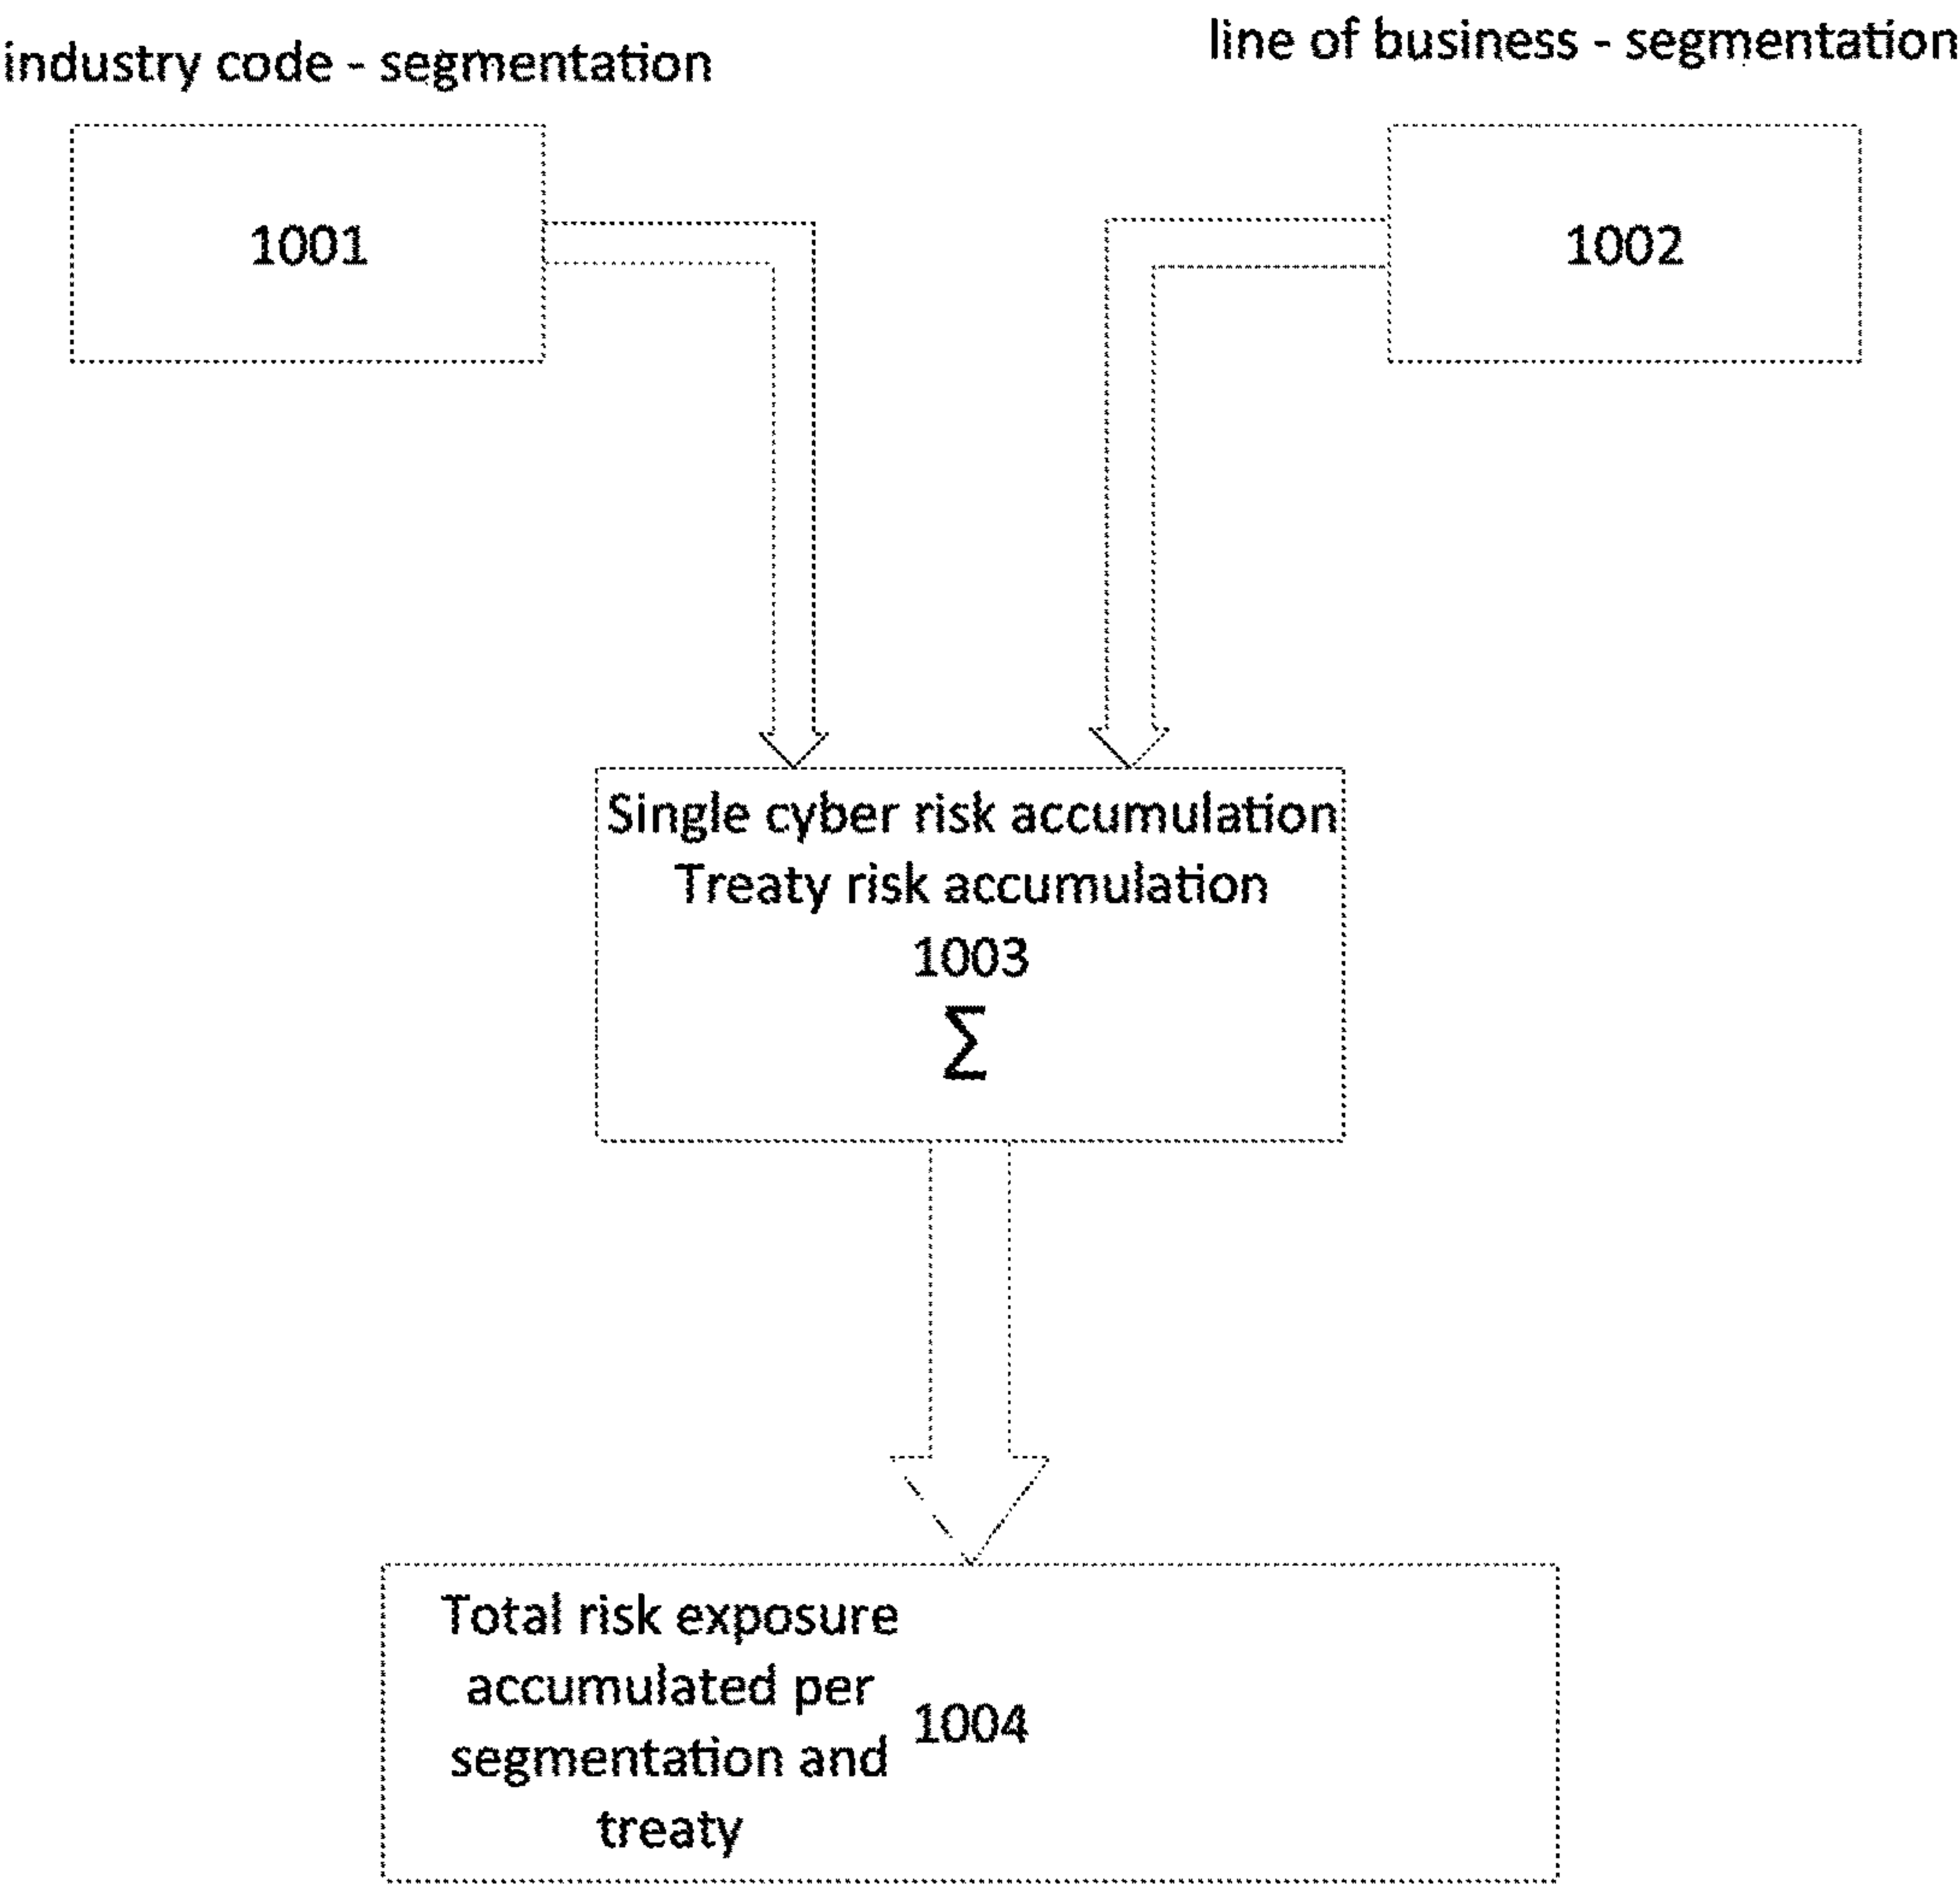 industry code - segmentation
line of business - segmentation
1001
1002
Single cyber risk accumulation
Treaty risk accumulation
1003
Σ
Total risk exposure
accumulated per
segmentation and
treaty
1004